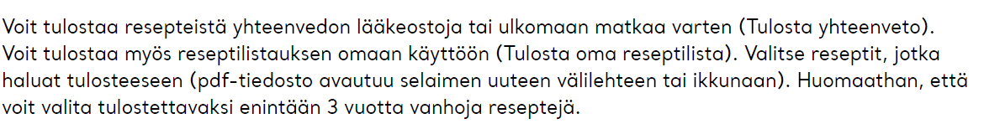 Voit tulostaa resepteistä yhteenvedon lääkeostoja tai ulkomaan matkaa varten (Tulosta yhteenveto).
Voit tulostaa myös reseptilistauksen omaan käyttöön (Tulosta oma reseptilista). Valitse reseptit, jotka
haluat tulosteeseen (pdf-tiedosto avautuu selaimen uuteen välilehteen tai ikkunaan). Huomaathan, että
voit valita tulostettavaksi enintään 3 vuotta vanhoja reseptejä.